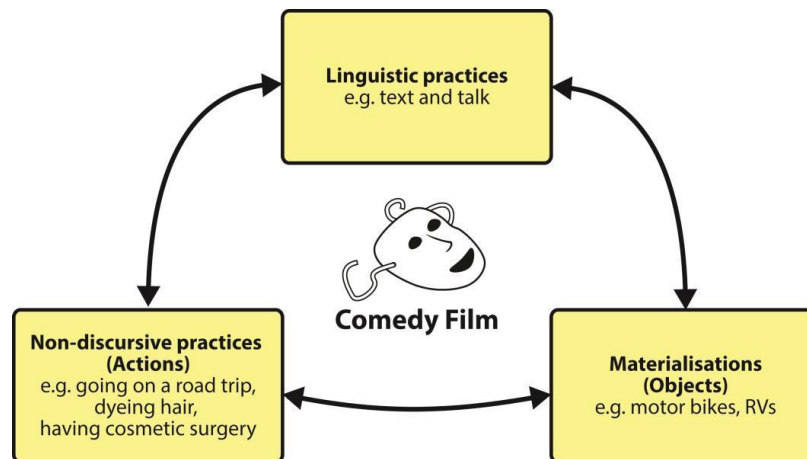 Linguistic practices
e.g. text and talk
Comedy Film
Non-discursive practices
(Actions)
e.g. going on a road trip,
dyeing hair,
having cosmetic surgery
Materialisations
(Objects)
e.g. motor bikes, RVs